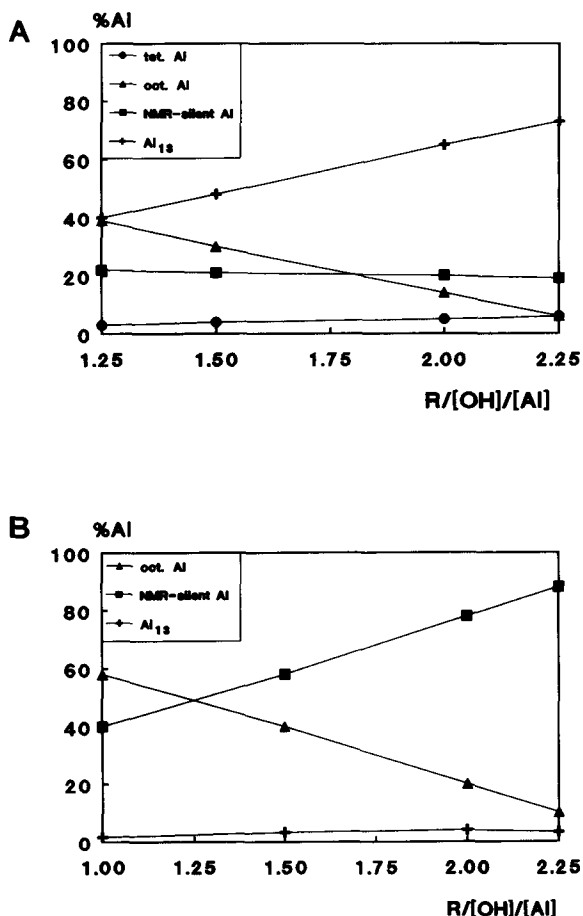 A
%Al
100
80
60
40
20
0
tet. Al
oct. Al
NMR-silent Al
Al13
1.25
1.50
1.75
2.00
2.25
R/[OH]/[Al]
B
%Al
100
80
60
40
20
0
oct. Al
NMR-silent Al
Al13
1.00
1.25
1.50
1.75
2.00
2.25
R/[OH]/[Al]